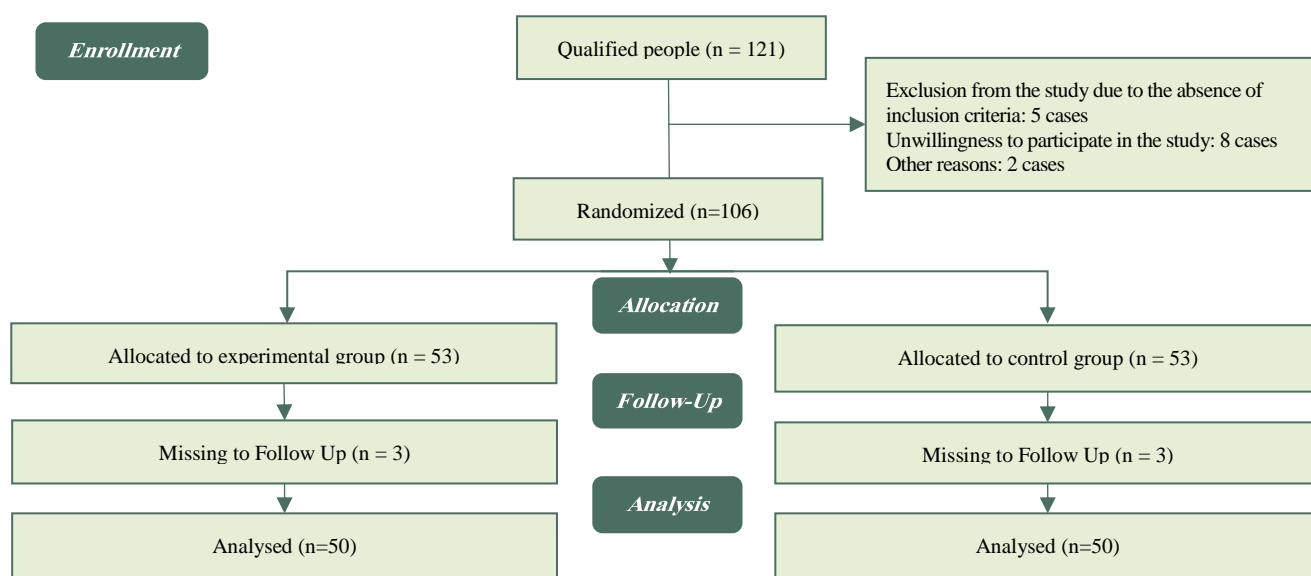 Enrollment
Qualified people (n = 121)
Exclusion from the study due to the absence of
inclusion criteria: 5 cases
Unwillingness to participate in the study: 8 cases
Other reasons: 2 cases
Randomized (n=106)
Allocation
Allocated to experimental group (n = 53)
Allocated to control group (n = 53)
Follow-Up
Missing to Follow Up (n = 3)
Missing to Follow Up (n = 3)
Analysis
Analysed (n=50)
Analysed (n=50)